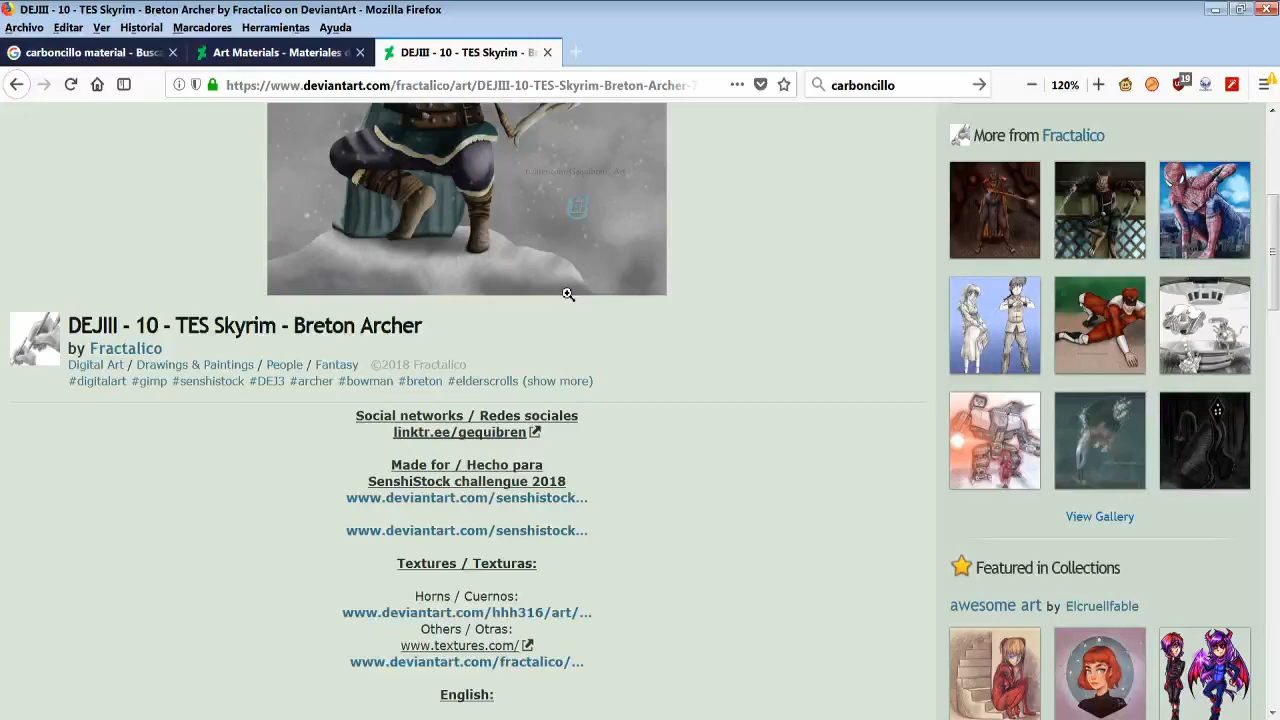 DEJIII - 10 - TES Skyrim - Breton Archer by Fractalico on DeviantArt - Mozilla Firefox
Archivo Editar Ver Historial Marcadores Herramientas Ayuda
carboncillo material - Busca
Art Materials - Materiales d
DEJIII - 10 - TES Skyrim - Br
https://www.deviantart.com/fractalico/art/DEJIII-10-TES-Skyrim-Breton-Archer-7
carboncillo
120%
19
More from Fractalico
DEJIII - 10 - TES Skyrim - Breton Archer
by Fractalico
Digital Art / Drawings & Paintings / People / Fantasy ©2018 Fractalico
#digitalart #gimp #senshistock #DEJ3 #archer #bowman #breton #elderscrolls (show more)
Social networks / Redes sociales
linktr.ee/gequibren
Made for / Hecho para
SenshiStock challengue 2018
www.deviantart.com/senshistock...
www.deviantart.com/senshistock...
Textures / Texturas:
Horns / Cuernos:
www.deviantart.com/hhh316/art/...
Others / Otras:
www.textures.com/
www.deviantart.com/fractalico/...
English:
View Gallery
Featured in Collections
awesome art by Elcruellfable